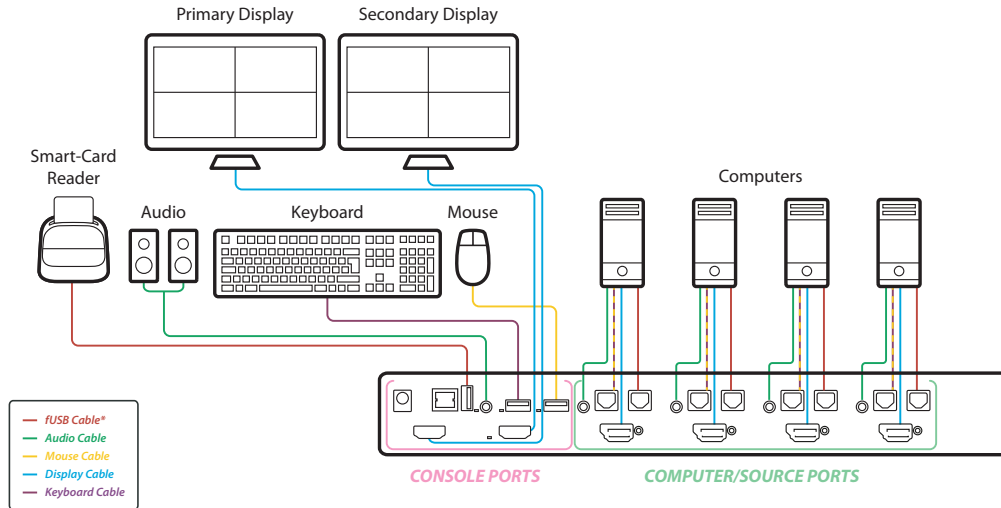 Primary Display
Secondary Display
Smart-Card
Reader
Audio
Keyboard
Mouse
Computers
fUSB Cable*
Audio Cable
Mouse Cable
Display Cable
Keyboard Cable
CONSOLE PORTS
COMPUTER/SOURCE PORTS